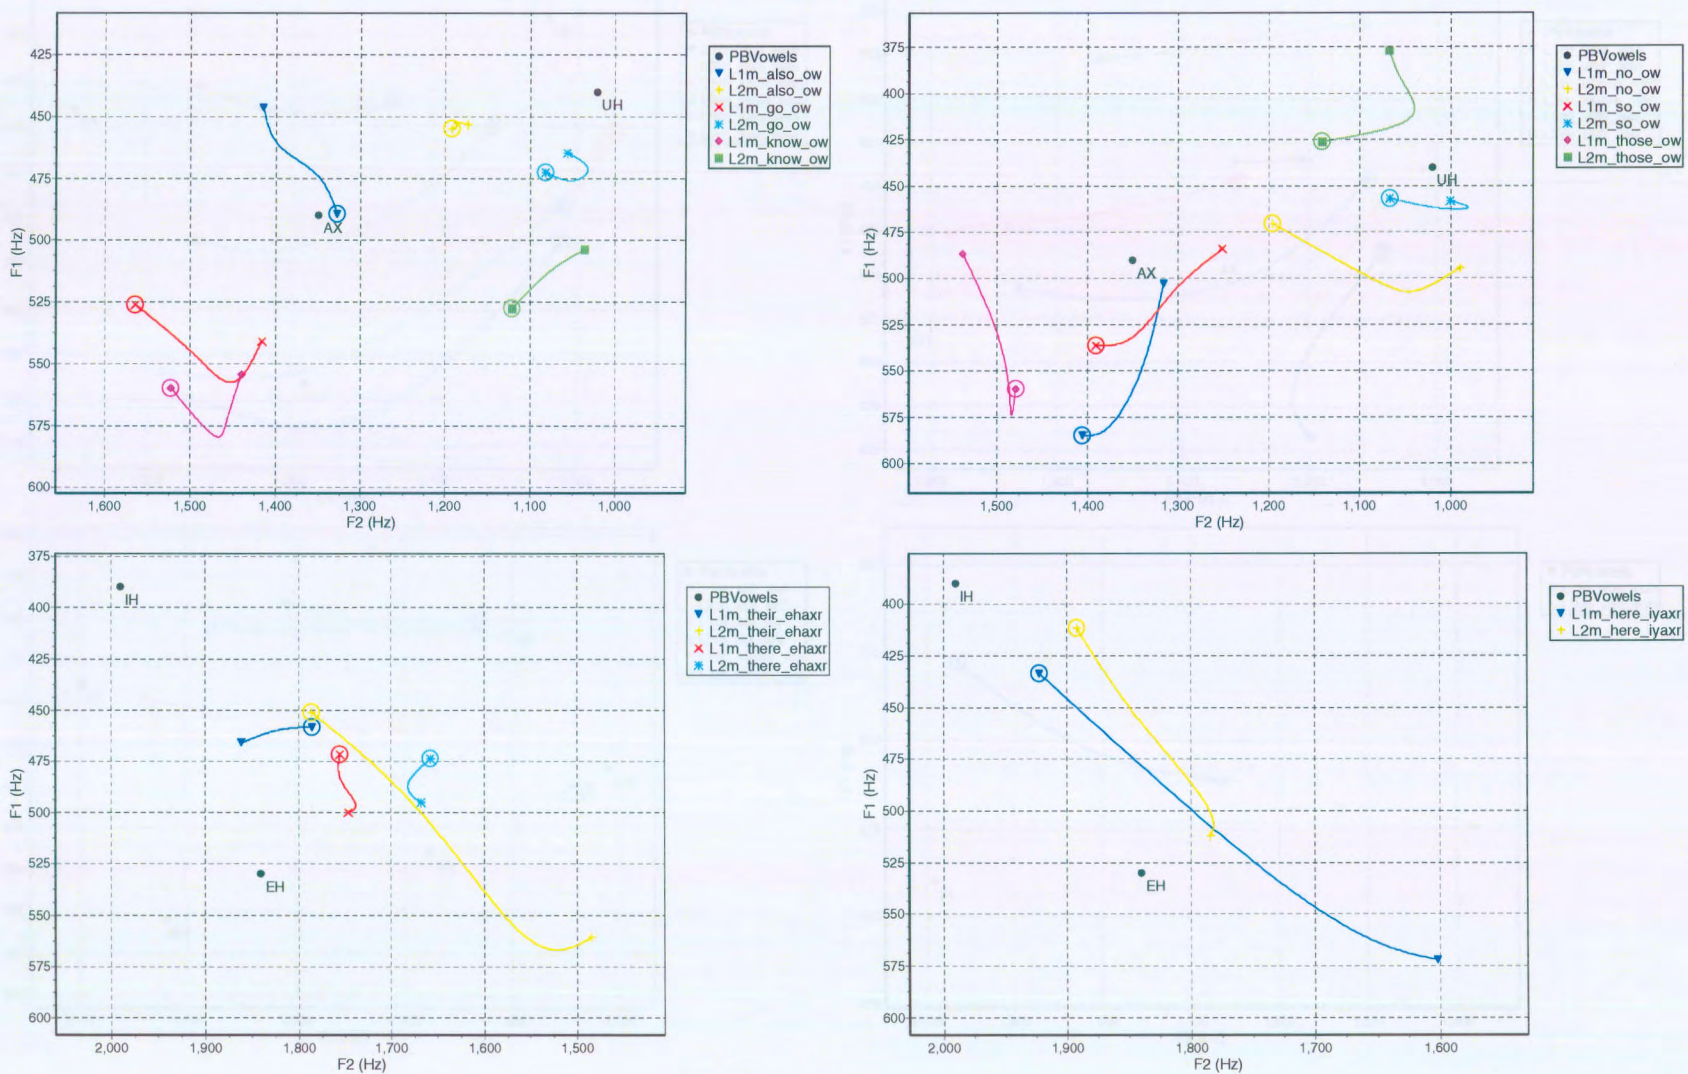 425
450
475
500
525
550
575
600
F1 (Hz)
1,600 1,500 1,400 1,300 1,200 1,100 1,000
F2 (Hz)
UH
AX
PBVowels
L1m_also_ow
L2m_also_ow
L1m_go_ow
L2m_go_ow
L1m_know_ow
L2m_know_ow
375
400
425
450
475
500
525
550
575
600
F1 (Hz)
1,500 1,400 1,300 1,200 1,100 1,000
F2 (Hz)
UH
AX
PBVowels
L1m_no_ow
L2m_no_ow
L1m_so_ow
L2m_so_ow
L1m_those_ow
L2m_those_ow
375
400
425
450
475
500
525
550
575
600
F1 (Hz)
2,000 1,900 1,800 1,700 1,600 1,500
F2 (Hz)
IH
EH
PBVowels
L1m_their_ehaxr
L2m_their_ehaxr
L1m_there_ehaxr
L2m_there_ehaxr
400
425
450
475
500
525
550
575
600
F1 (Hz)
2,000 1,900 1,800 1,700 1,600
F2 (Hz)
IH
EH
PBVowels
L1m_here_iyaxr
L2m_here_iyaxr